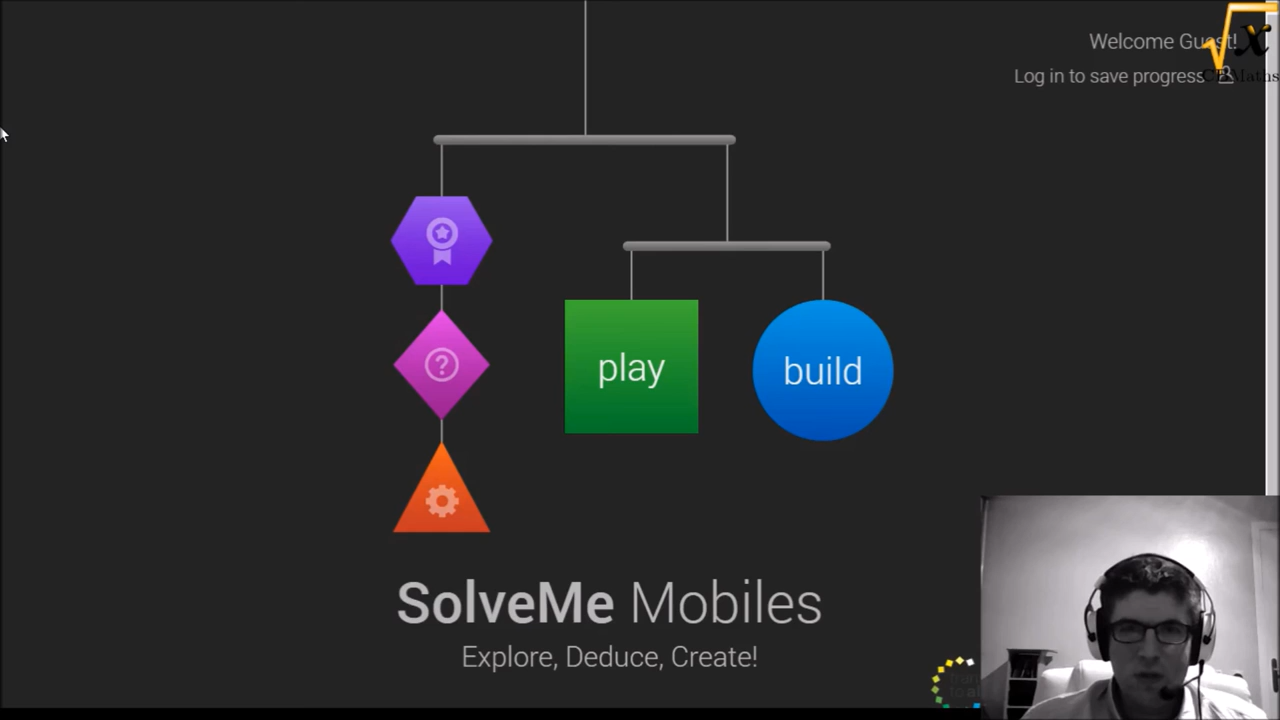 Welcome Guest!
Log in to save progress
play
build
SolveMe Mobiles
Explore, Deduce, Create!